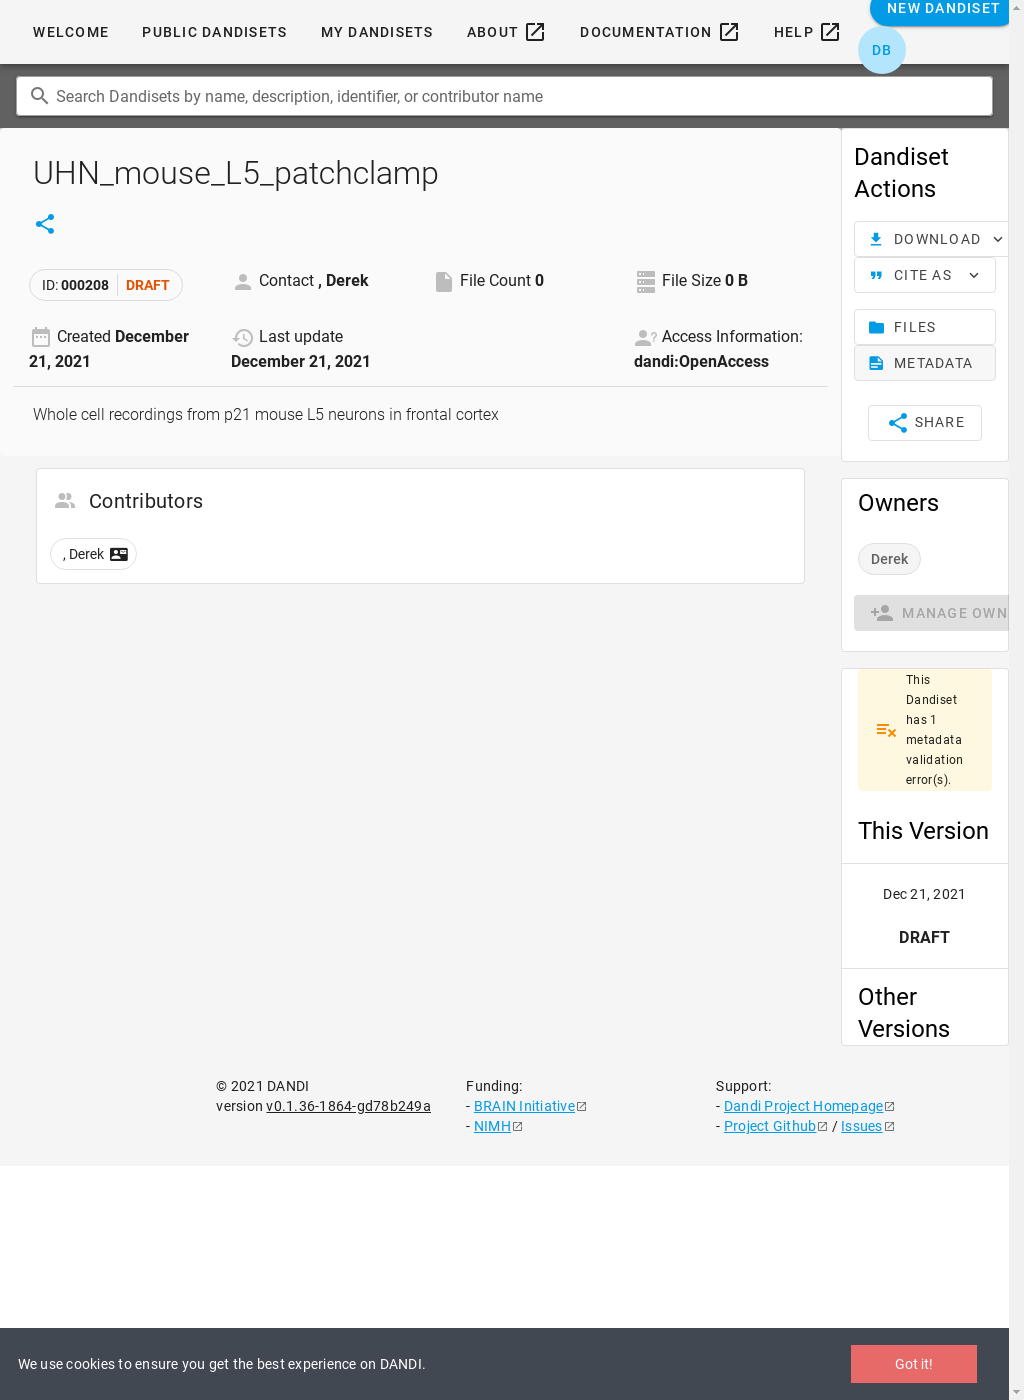 WELCOME PUBLIC DANDISETS MY DANDISETS ABOUT DOCUMENTATION HELP NEW DANDISET
DB
Search Dandisets by name, description, identifier, or contributor name
UHN_mouse_L5_patchclamp
ID: 000208 DRAFT
Contact , Derek
File Count 0
File Size 0 B
Created December
21, 2021
Last update
December 21, 2021
Access Information:
dandi:OpenAccess
Whole cell recordings from p21 mouse L5 neurons in frontal cortex
Contributors
, Derek
Dandiset
Actions
DOWNLOAD
CITE AS
FILES
METADATA
SHARE
Owners
Derek
MANAGE OWN
This
Dandiset
has 1
metadata
validation
error(s).
This Version
Dec 21, 2021
DRAFT
Other
Versions
© 2021 DANDI
version v0.1.36-1864-gd78b249a
Funding:
- BRAIN Initiative
- NIMH
Support:
- Dandi Project Homepage
- Project Github / Issues
We use cookies to ensure you get the best experience on DANDI.
Got it!